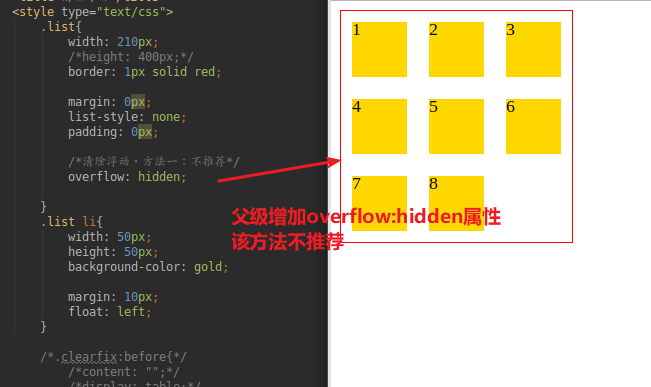 <style type="text/css">
.list{
width: 210px;
/*height: 400px;*/
border: 1px solid red;
margin: 0px;
list-style: none;
padding: 0px;
/*清除浮动，方法一：不推荐*/
overflow: hidden;
}
.list li{
width: 50px;
height: 50px;
background-color: gold;
margin: 10px;
float: left;
}
/*.clearfix:before{*/
/*content: "";*/
/*display: table;*/
1
2
3
4
5
6
7
8
父级增加overflow:hidden属性
该方法不推荐